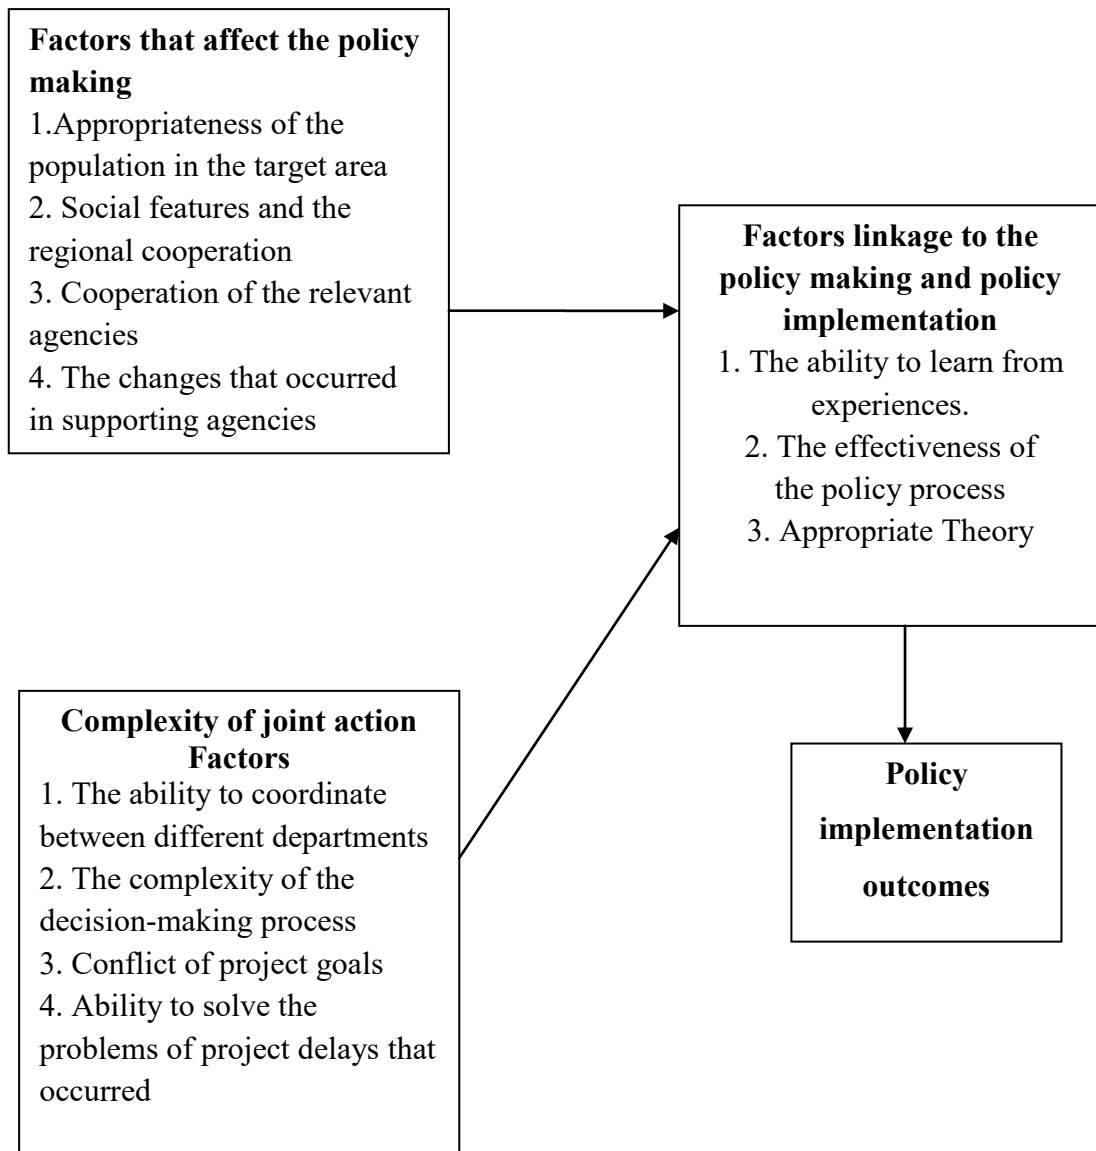 Factors that affect the policy
making
1.Appropriateness of the
population in the target area
2. Social features and the
regional cooperation
3. Cooperation of the relevant
agencies
4. The changes that occurred
in supporting agencies
Factors linkage to the
policy making and policy
implementation
1. The ability to learn from
experiences.
2. The effectiveness of
the policy process
3. Appropriate Theory
Complexity of joint action
Factors
1. The ability to coordinate
between different departments
2. The complexity of the
decision-making process
3. Conflict of project goals
4. Ability to solve the
problems of project delays that
occurred
Policy
implementation
outcomes